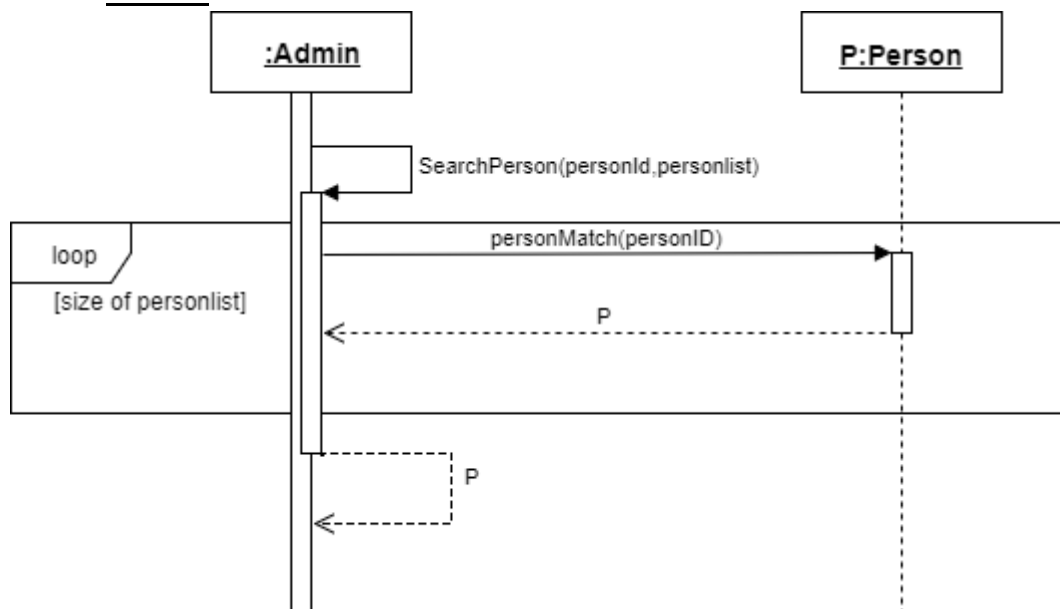 :Admin
P:Person
SearchPerson(personId,personlist)
personMatch(personID)
loop
[size of personlist]
P
P